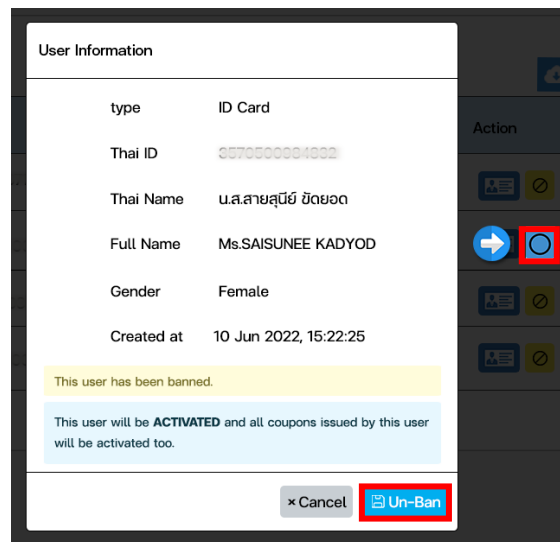 User Information
Action
type ID Card
Thai ID
Thai Name น.ส.สายสุนีย์ ขัดยอด
Full Name Ms.SAISUNEE KADYOD
Gender Female
Created at 10 Jun 2022, 15:22:25
This user has been banned.
This user will be ACTIVATED and all coupons issued by this user
will be activated too.
× Cancel Un-Ban